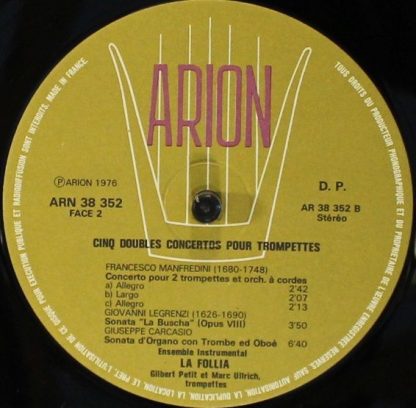 ARION
℗ARION 1976
ARN 38 352
FACE 2
D. P.
AR 38 352 B
Stéréo
CINQ DOUBLES CONCERTOS POUR TROMPETTES
FRANCESCO MANFREDINI (1680-1748)
Concerto pour 2 trompettes et orch. à cordes
a) Allegro 2'42
b) Largo 2'07
c) Allegro 2'13
GIOVANNI LEGRENZI (1626-1690)
Sonata "La Buscha" (Opus VIII) 3'50
GIUSEPPE CARCASIO
Sonata d'Organo con Trombe ed Oboé 6'40
Ensemble Instrumental
LA FOLLIA
Gilbert Petit et Marc Ullrich,
trompettes
TOUS DROITS DU PRODUCTEUR PHONOGRAPHIQUE ET DU PROPRIETAIRE DE L'ŒUVRE ENREGISTREE RESERVES. SAUF AUTORISATION, LA DUPLICATION, LA LOCATION, LE PRET, L'UTILISATION DE CE DISQUE POUR EXECUTION PUBLIQUE ET RADIODIFFUSION SONT INTERDITS. MADE IN FRANCE.